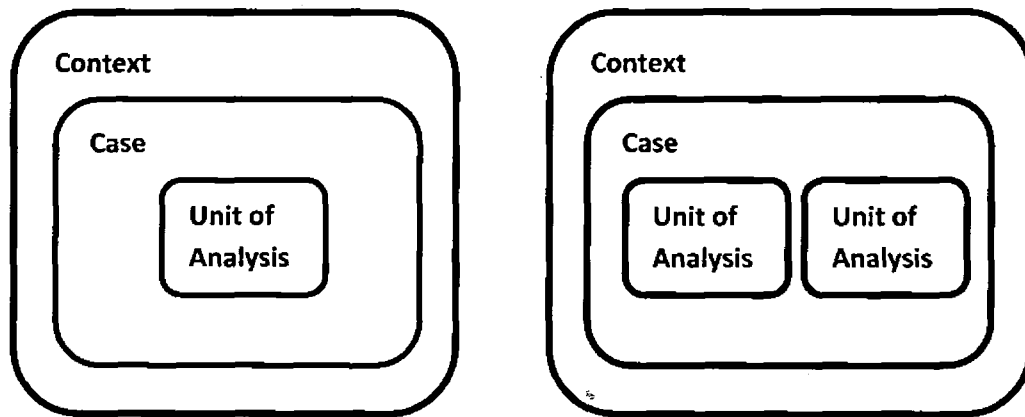 Context
Case
Unit of
Analysis
Context
Case
Unit of
Analysis
Unit of
Analysis